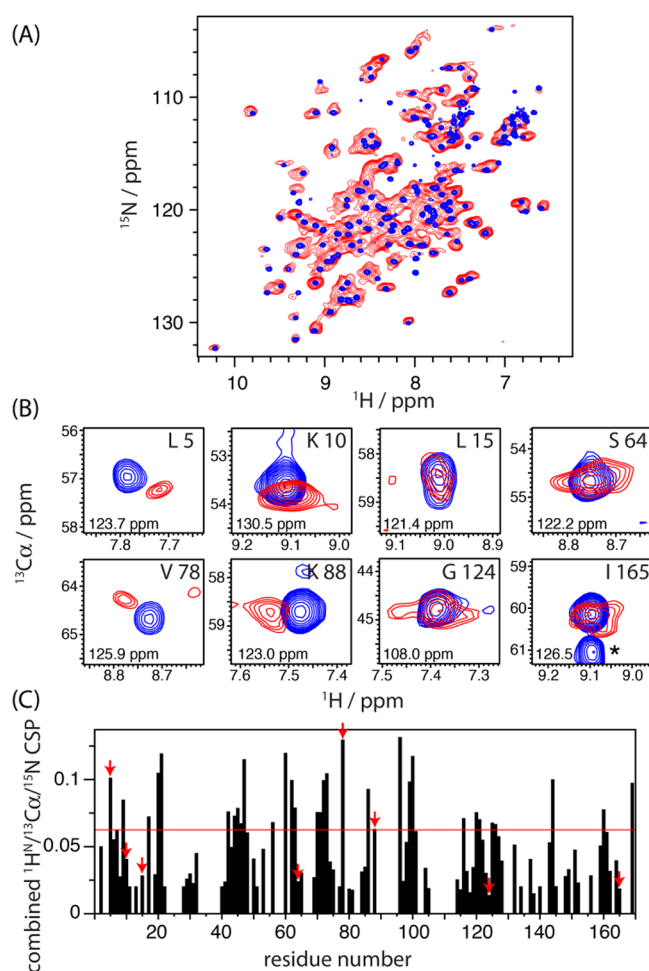 (A)
110
120
130
¹⁵N / ppm
10 9 8 7
¹H / ppm
(B)
¹³Cα / ppm
L 5
56
57
58
123.7 ppm
7.8 7.7
K 10
53
54
130.5 ppm
9.2 9.1 9.0
L 15
58
59
121.4 ppm
9.1 9.0 8.9
S 64
54
55
122.2 ppm
8.8 8.7
V 78
64
65
125.9 ppm
8.8 8.7
K 88
58
59
123.0 ppm
7.6 7.5 7.4
G 124
44
45
108.0 ppm
7.4 7.3
I 165
59
60
61
126.5
*
9.2 9.1 9.0
¹H / ppm
(C)
combined ¹Hᴺ/¹³Cα/¹⁵N CSP
0.1
0.05
0
20 40 60 80 100 120 140 160
residue number